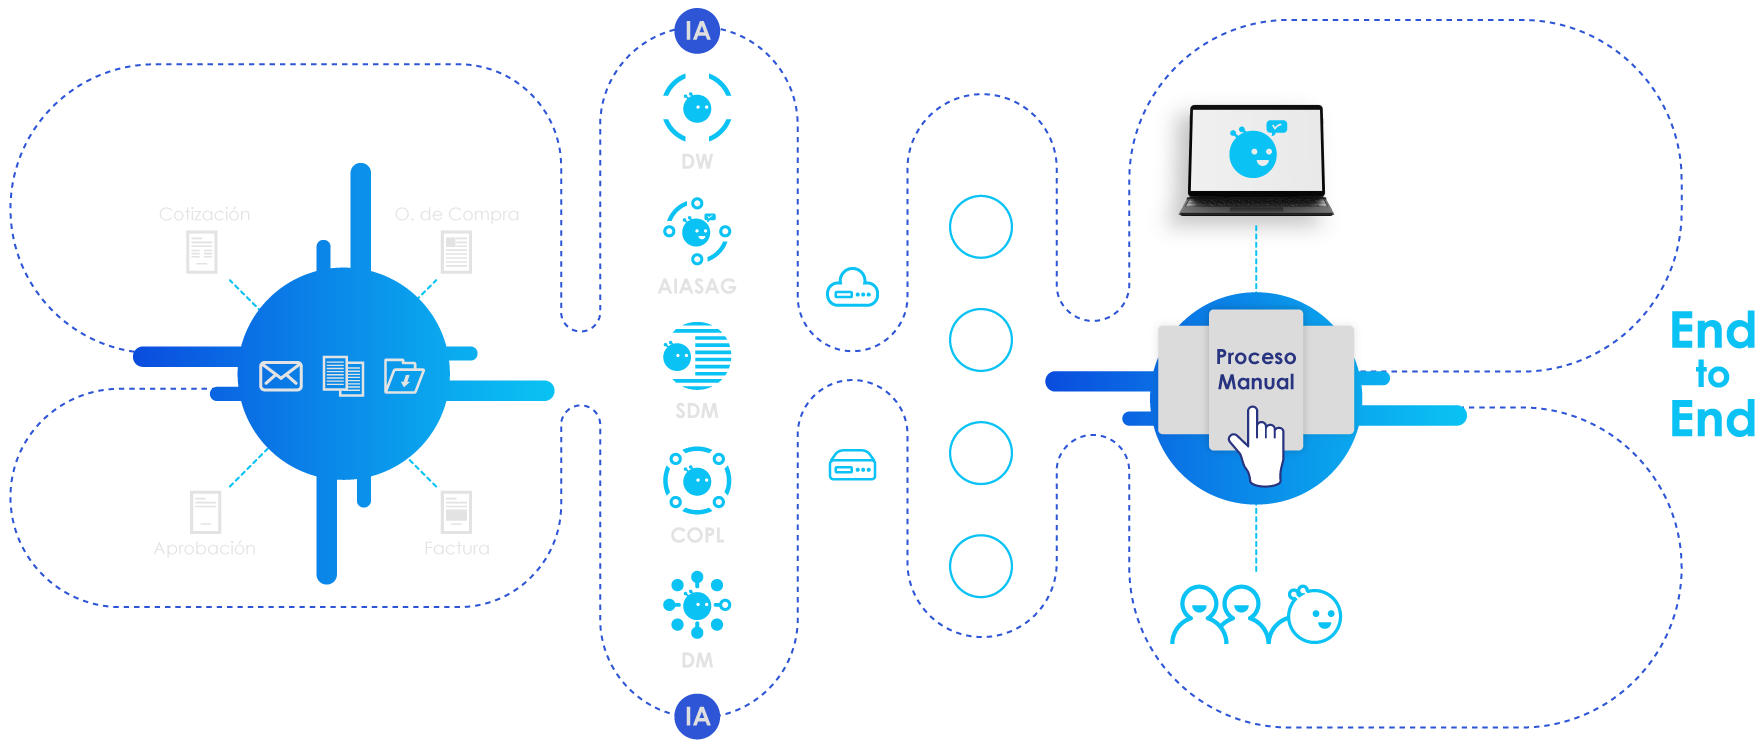 IA
DW
AIASAG
SDM
COPL
DM
IA
Cotización
O. de Compra
Aprobación
Factura
Proceso
Manual
End
to
End